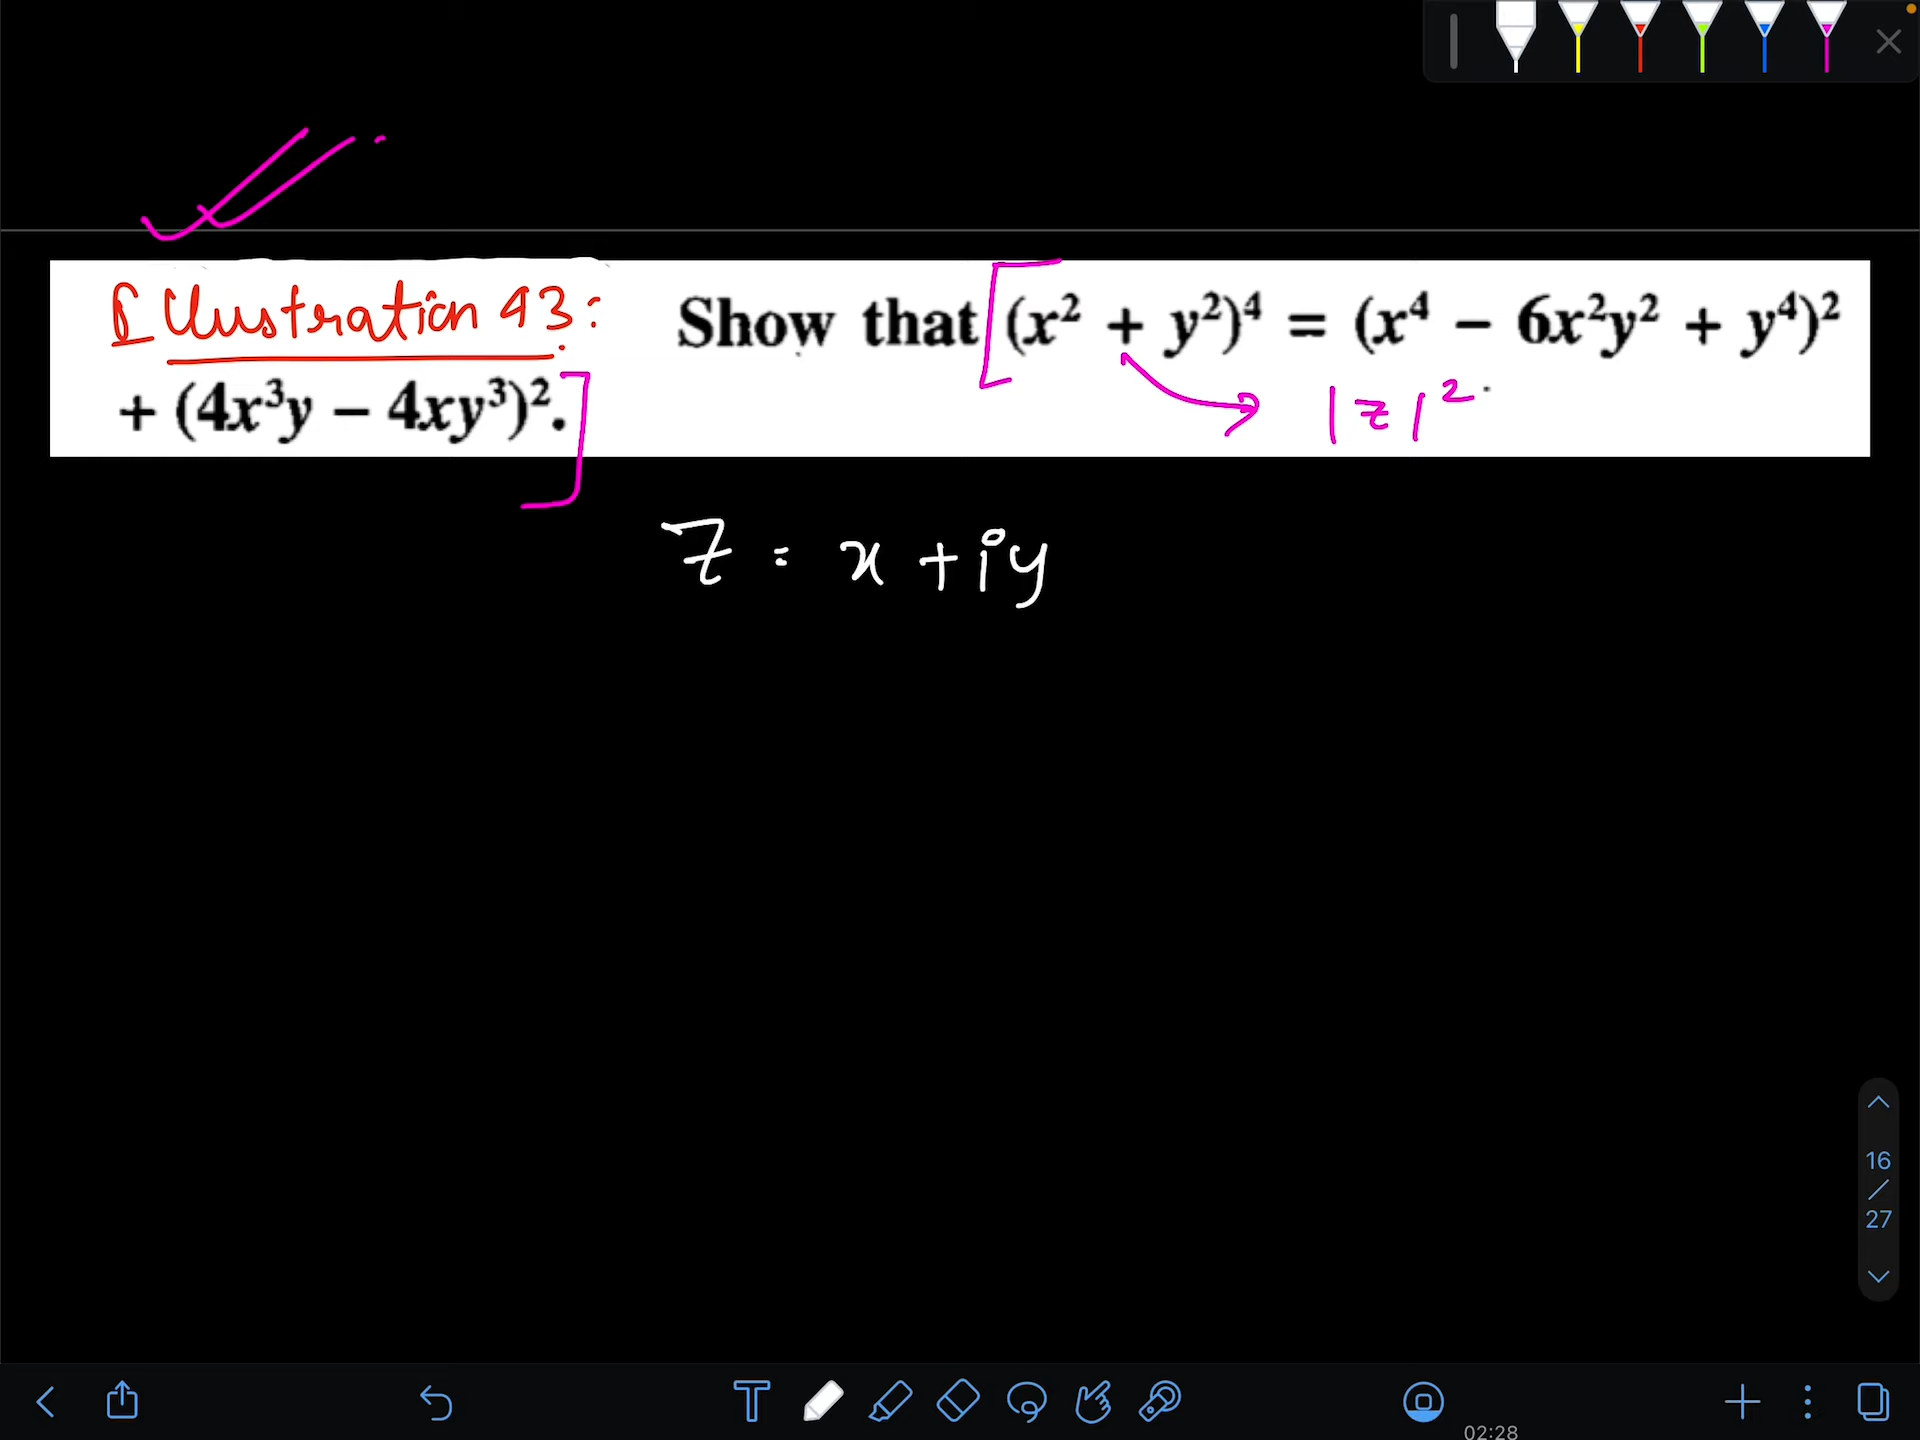 Illustration 43: Show that (x² + y²)⁴ = (x⁴ − 6x²y² + y⁴)²
+ (4x³y − 4xy³)².
|z|²
z = x + iy
16
/
27
02:28